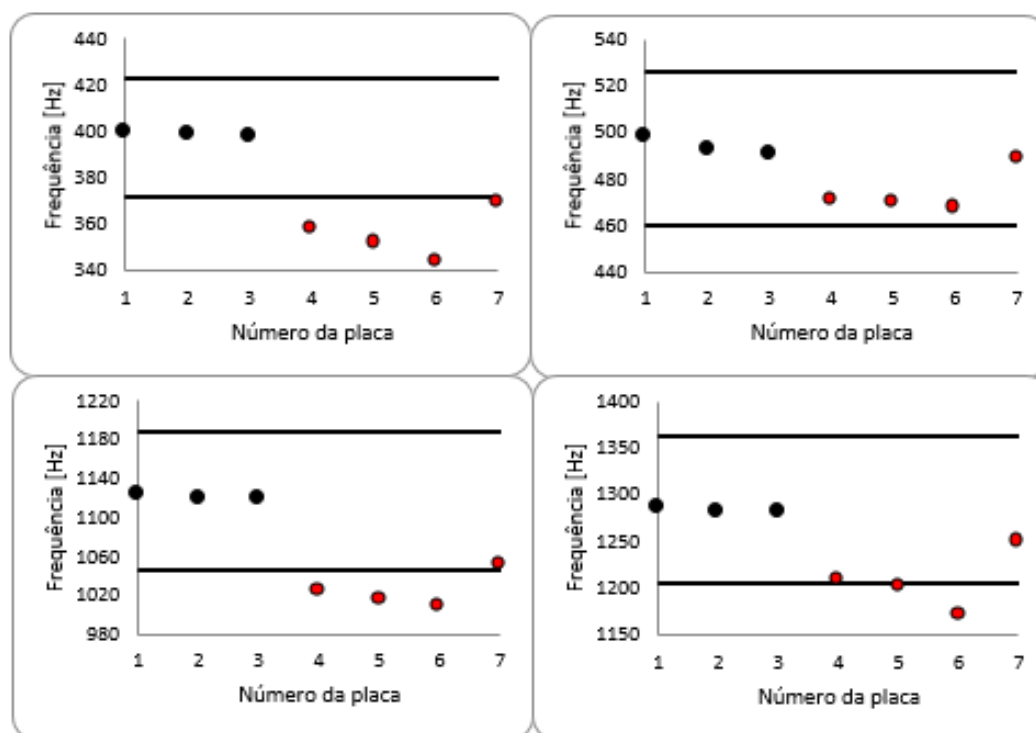 440
420
400
380
360
340
Frequência [Hz]
1 2 3 4 5 6 7
Número da placa
540
520
500
480
460
440
Frequência [Hz]
1 2 3 4 5 6 7
Número da placa
1220
1180
1140
1100
1060
1020
980
Frequência [Hz]
1 2 3 4 5 6 7
Número da placa
1400
1350
1300
1250
1200
1150
Frequência [Hz]
1 2 3 4 5 6 7
Número da placa